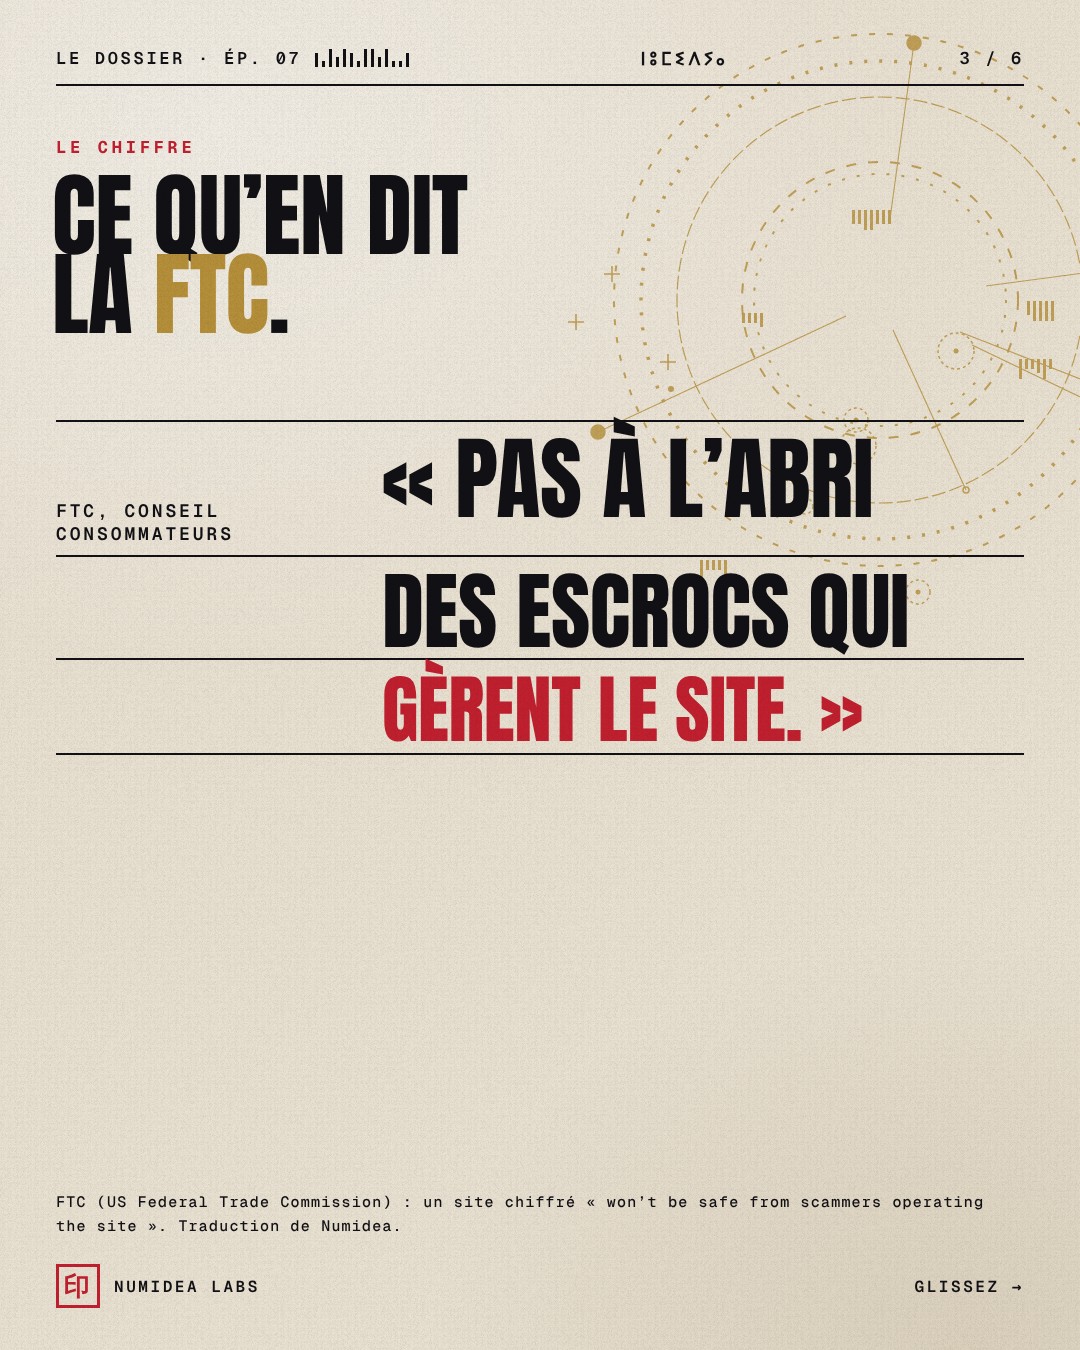 LE DOSSIER · ÉP. 07
ⵏⵓⵎⵉⴷⵢⴰ
3 / 6
LE CHIFFRE
CE QU’EN DIT
LA FTC.
FTC, CONSEIL
CONSOMMATEURS
« PAS À L’ABRI
DES ESCROCS QUI
GÈRENT LE SITE. »
FTC (US Federal Trade Commission) : un site chiffré « won’t be safe from scammers operating
the site ». Traduction de Numidea.
印
NUMIDEA LABS
GLISSEZ →